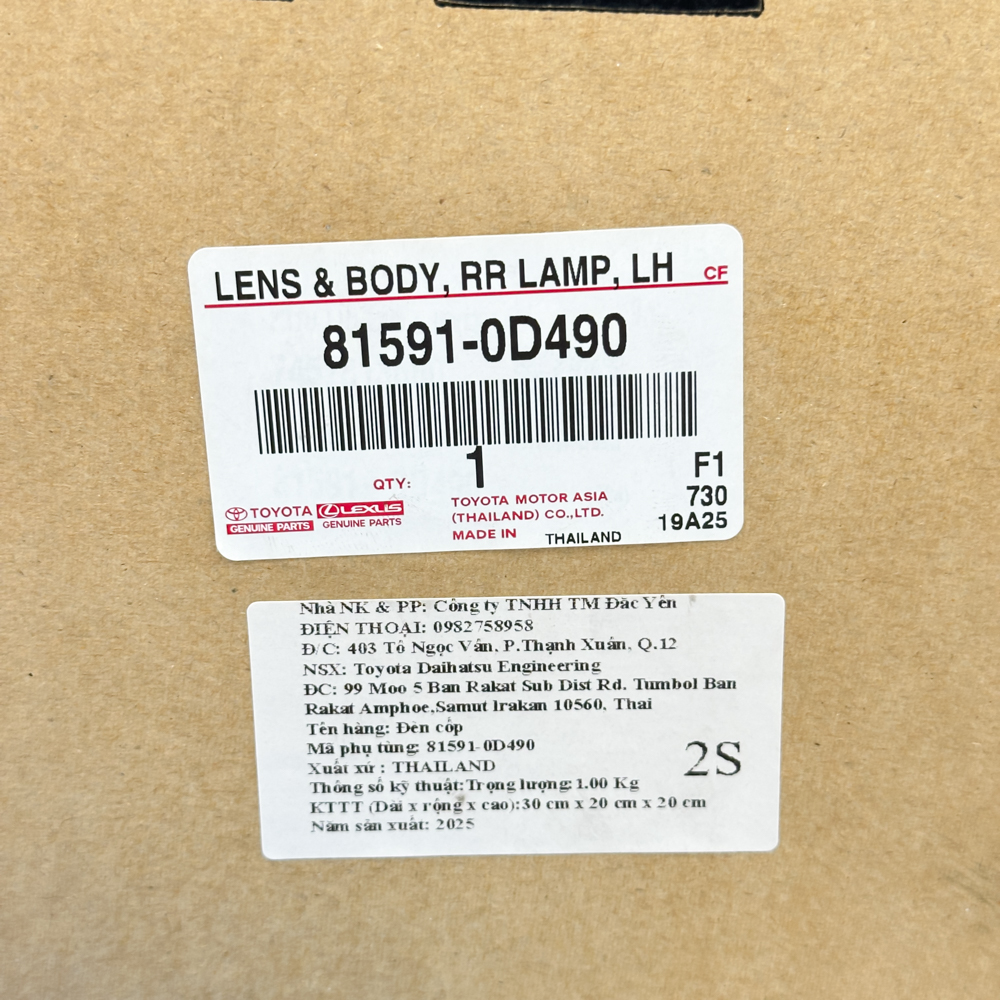 LENS & BODY, RR LAMP, LH CF
81591-0D490
QTY: 1
F1
730
19A25
TOYOTA
GENUINE PARTS
LEXUS
GENUINE PARTS
TOYOTA MOTOR ASIA
(THAILAND) CO.,LTD.
MADE IN THAILAND
Nhà NK & PP: Công ty TNHH TM Đắc Yên
ĐIỆN THOẠI: 0982758958
Đ/C: 403 Tô Ngọc Vân, P.Thạnh Xuân, Q.12
NSX: Toyota Daihatsu Engineering
ĐC: 99 Moo 5 Ban Rakat Sub Dist Rd. Tumbol Ban
Rakat Amphoe,Samut lrakan 10560, Thai
Tên hàng: Đèn cốp
Mã phụ tùng: 81591-0D490
Xuất xứ : THAILAND
Thông số kỹ thuật:Trọng lượng:1.00 Kg
KTTT (Dài x rộng x cao):30 cm x 20 cm x 20 cm
Năm sản xuất: 2025
2S